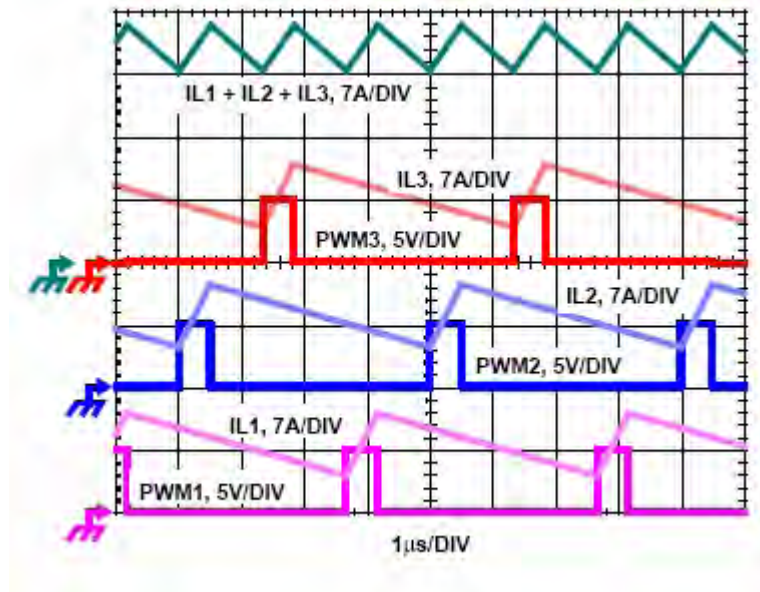 IL1 + IL2 + IL3, 7A/DIV
IL3, 7A/DIV
PWM3, 5V/DIV
IL2, 7A/DIV
PWM2, 5V/DIV
IL1, 7A/DIV
PWM1, 5V/DIV
1μs/DIV